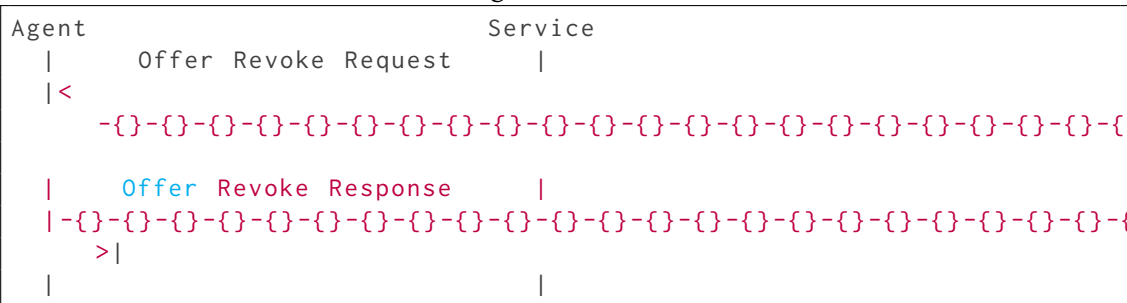 Agent Service
| Offer Revoke Request |
|<
-{}-{}-{}-{}-{}-{}-{}-{}-{}-{}-{}-{}-{}-{}-{}-{}-{}-{}-{}-{}-{}-{
| Offer Revoke Response |
|-{}-{}-{}-{}-{}-{}-{}-{}-{}-{}-{}-{}-{}-{}-{}-{}-{}-{}-{}-{}-{}-{}-{
>|
| |